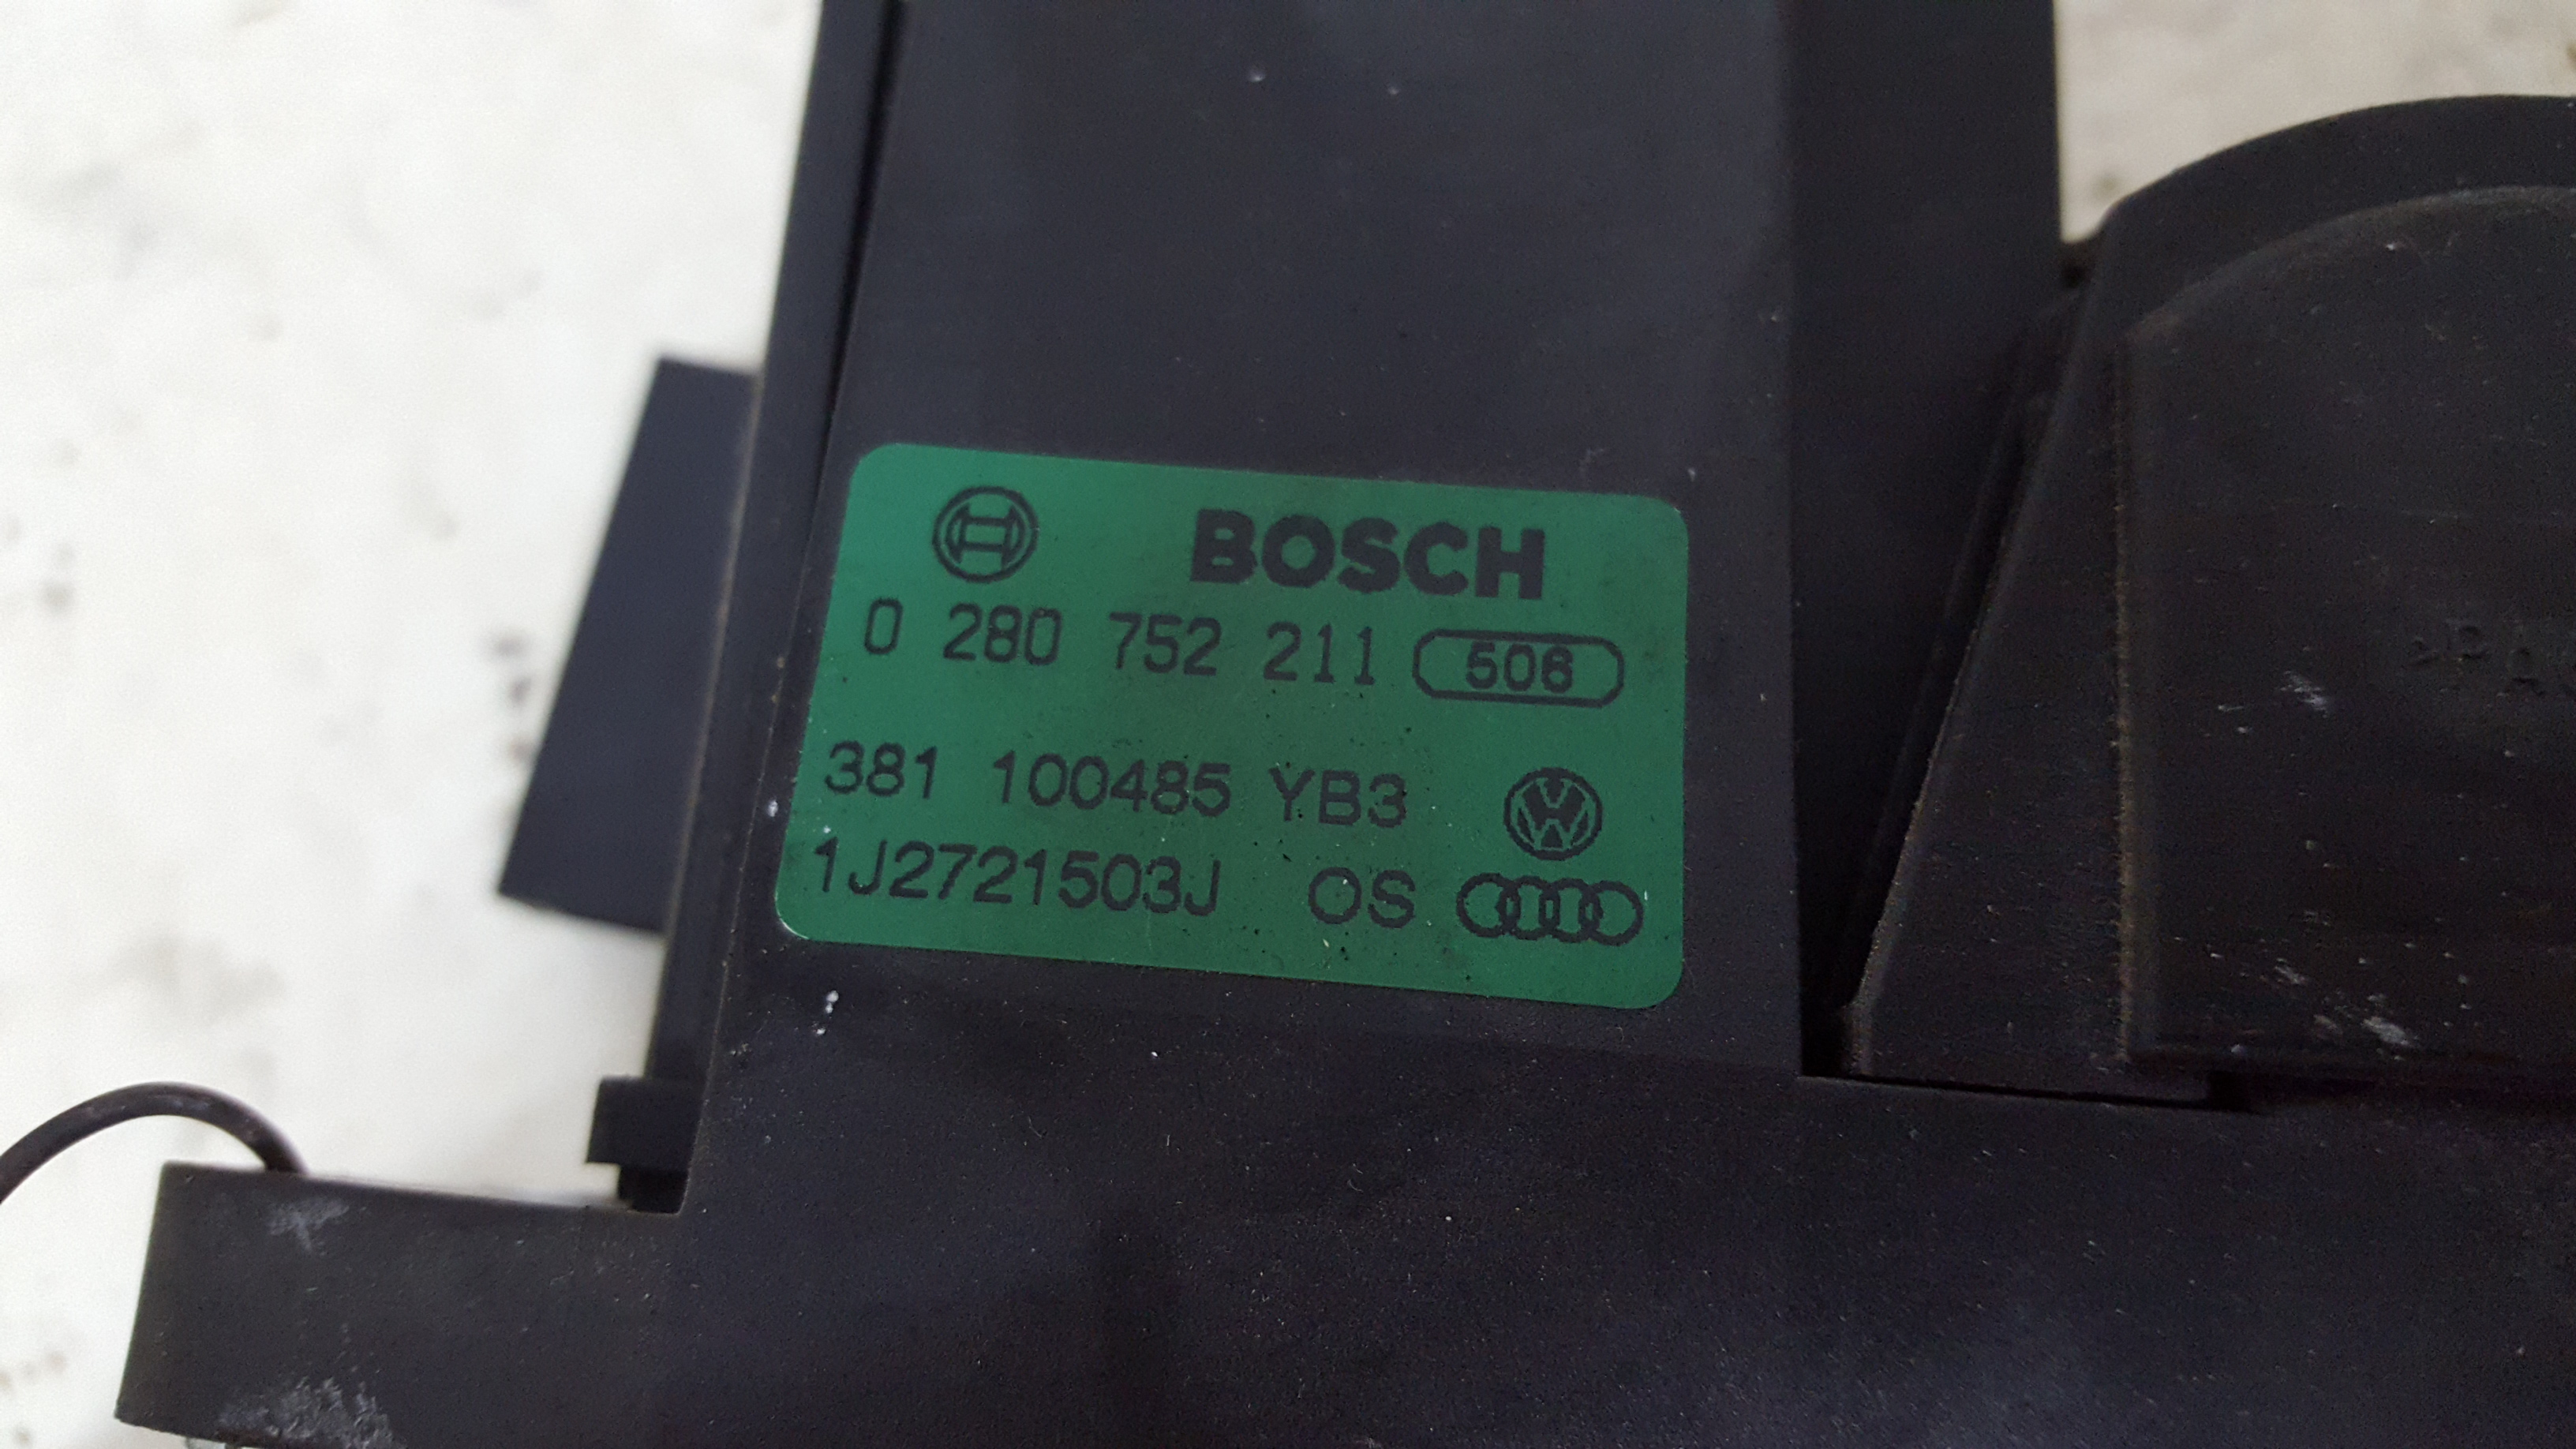 BOSCH
0 280 752 211 506
381 100485 YB3
1J2721503J OS